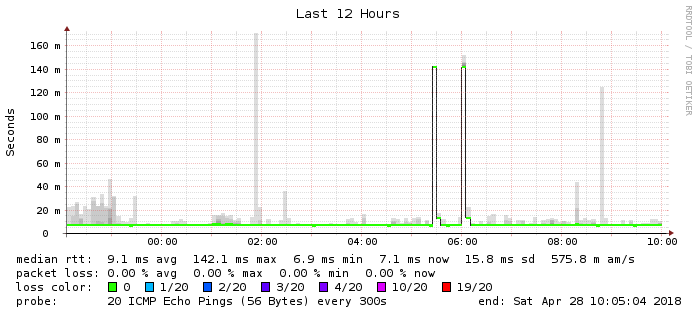 Last 12 Hours
RRDTOOL / TOBI OETIKER
Seconds
160 m
140 m
120 m
100 m
80 m
60 m
40 m
20 m
0
00:00 02:00 04:00 06:00 08:00 10:00
median rtt: 9.1 ms avg 142.1 ms max 6.9 ms min 7.1 ms now 15.8 ms sd 575.8 m am/s
packet loss: 0.00 % avg 0.00 % max 0.00 % min 0.00 % now
loss color: 0 1/20 2/20 3/20 4/20 10/20 19/20
probe: 20 ICMP Echo Pings (56 Bytes) every 300s end: Sat Apr 28 10:05:04 2018